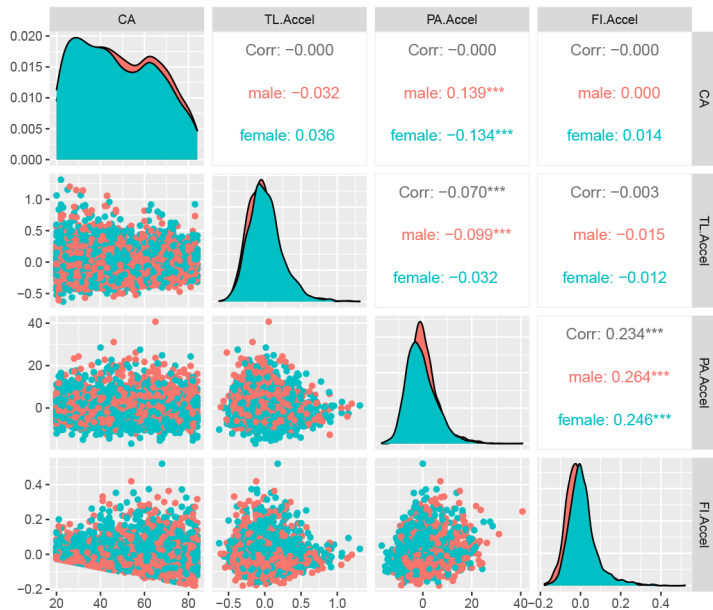 CA TL.Accel PA.Accel FI.Accel
0.020
0.015
0.010
0.005
0.000
Corr: −0.000
male: −0.032
female: 0.036
Corr: −0.000
male: 0.139***
female: −0.134***
Corr: −0.000
male: 0.000
female: 0.014
CA
1.0
0.5
0.0
−0.5
Corr: −0.070***
male: −0.099***
female: −0.032
Corr: −0.003
male: −0.015
female: −0.012
TL.Accel
40
20
0
Corr: 0.234***
male: 0.264***
female: 0.246***
PA.Accel
0.4
0.2
0.0
−0.2
FI.Accel
20 40 60 80 −0.5 0.0 0.5 1.0 0 20 40 −0.2 0.0 0.2 0.4